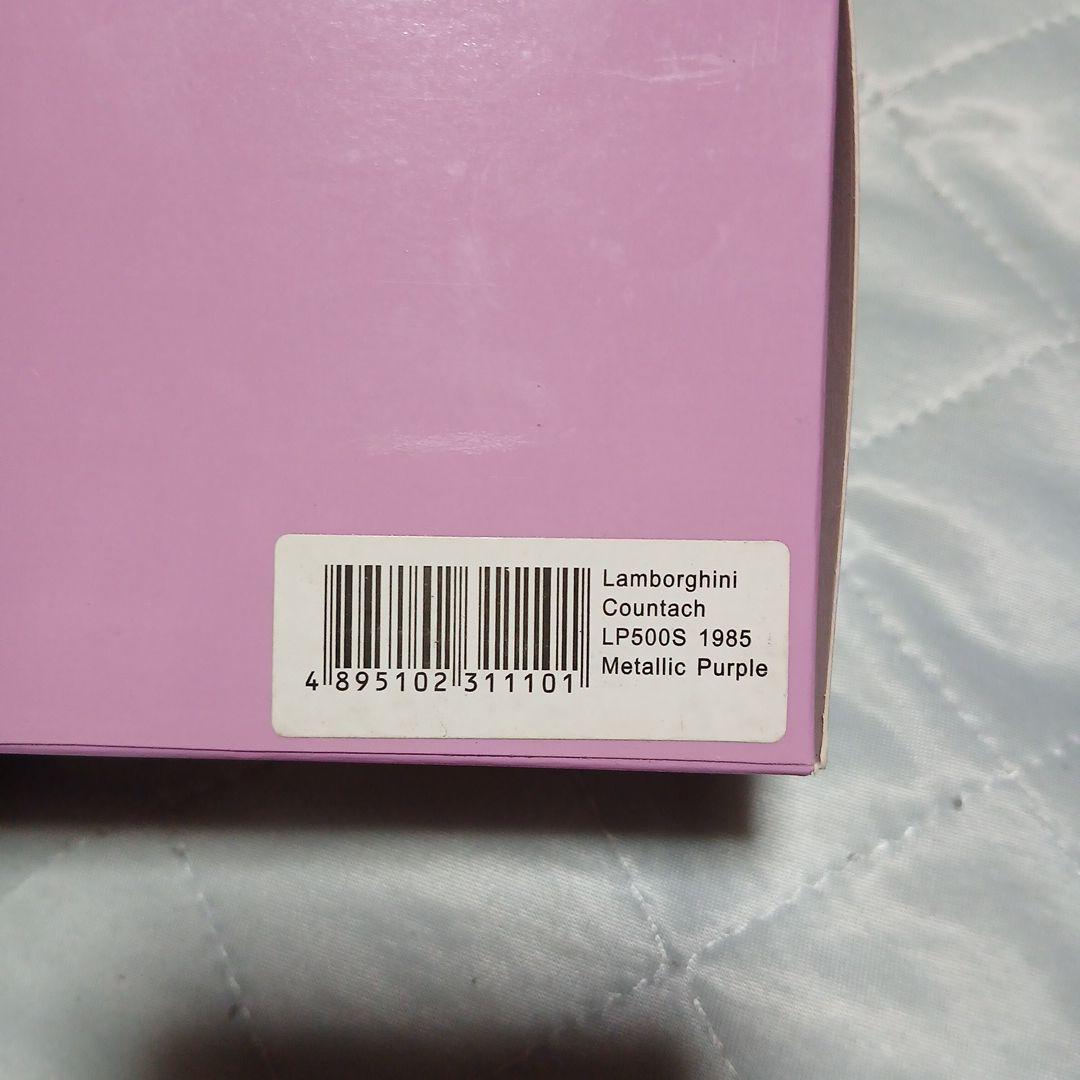 Lamborghini
Countach
LP500S 1985
Metallic Purple
4 895102 311101